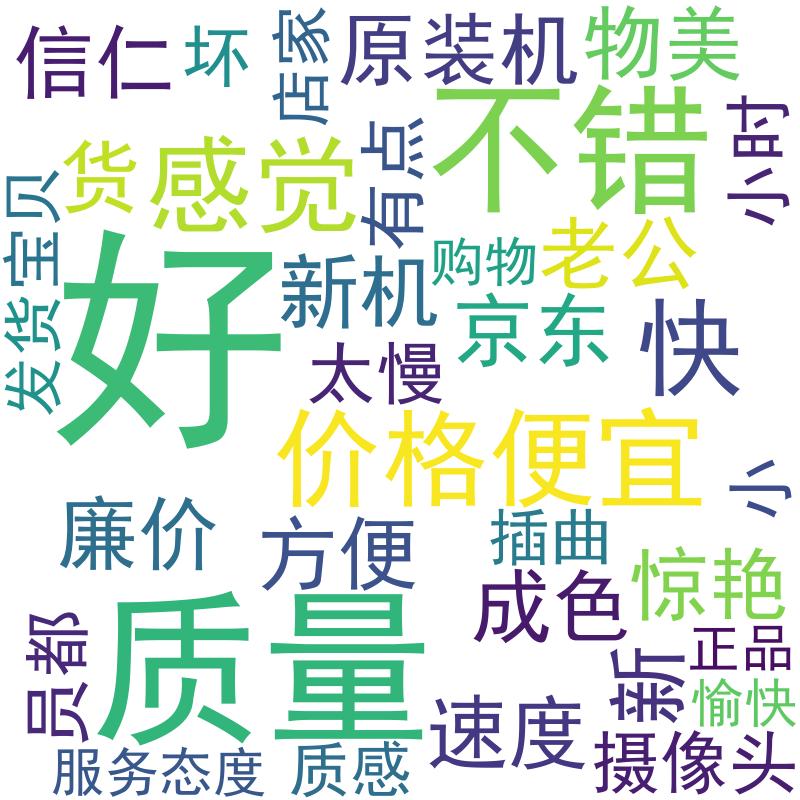 信仁
坏
店家
原装机
物美
不错
小时
货
感觉
有点
发货宝贝
好
新机
购物
老公
京东
快
太慢
价格便宜
小
廉价
方便
插曲
成色
惊艳
员都
质量
新
正品
愉快
速度
摄像头
服务态度
质感